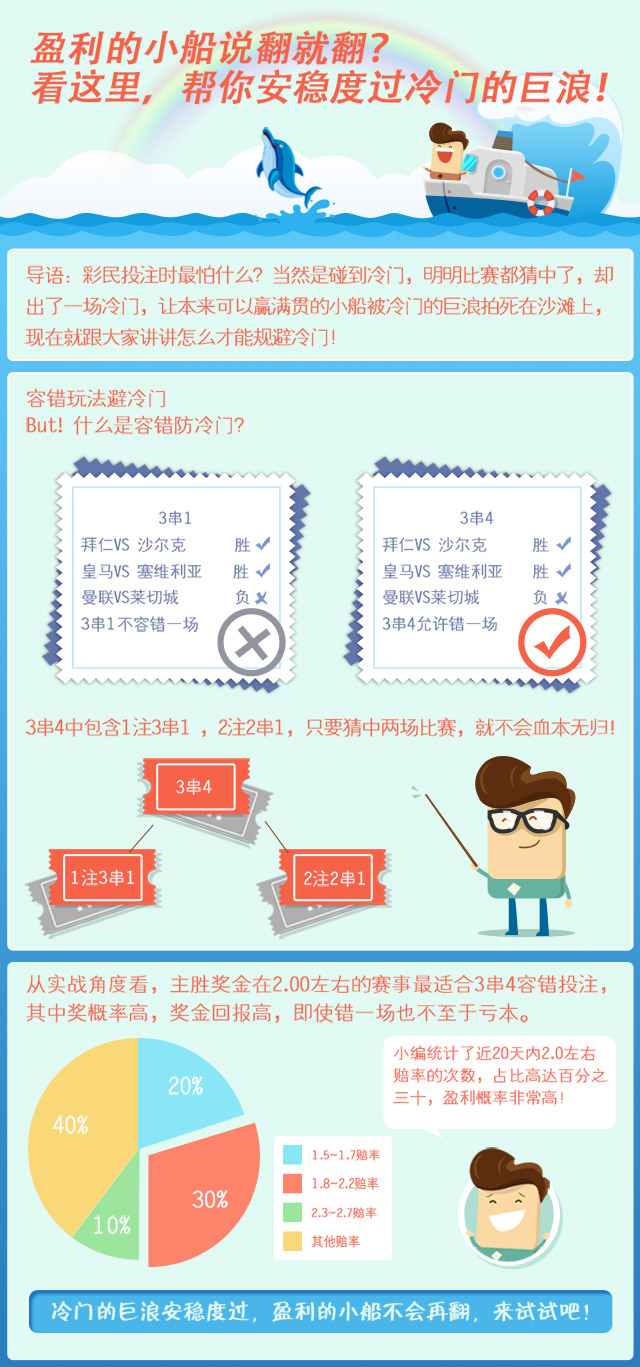 盈利的小船说翻就翻？
看这里，帮你安稳度过冷门的巨浪！
导语：彩民投注时最怕什么？当然是碰到冷门，明明比赛都猜中了，却
出了一场冷门，让本来可以赢满贯的小船被冷门的巨浪拍死在沙滩上，
现在就跟大家讲讲怎么才能规避冷门！
容错玩法避冷门
But！什么是容错防冷门？
3串1
拜仁VS 沙尔克 胜
皇马VS 塞维利亚 胜
曼联VS莱切城 负
3串1不容错一场
3串4
拜仁VS 沙尔克 胜
皇马VS 塞维利亚 胜
曼联VS莱切城 负
3串4允许错一场
3串4中包含1注3串1 ，2注2串1，只要猜中两场比赛，就不会血本无归！
3串4
1注3串1
2注2串1
从实战角度看，主胜奖金在2.00左右的赛事最适合3串4容错投注，
其中奖概率高，奖金回报高，即使错一场也不至于亏本。
小编统计了近20天内2.0左右
赔率的次数，占比高达百分之
三十，盈利概率非常高！
20%
40%
30%
10%
1.5~1.7赔率
1.8~2.2赔率
2.3~2.7赔率
其他赔率
冷门的巨浪安稳度过，盈利的小船不会再翻，来试试吧！